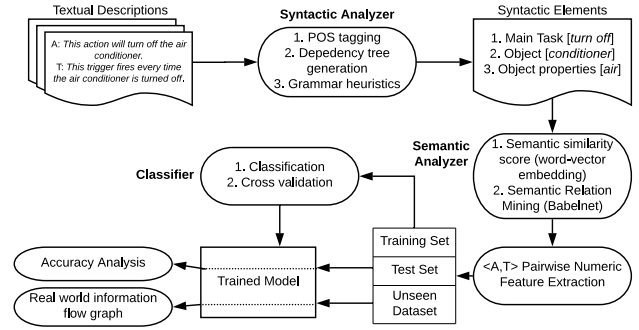 Textual Descriptions
A: This action will turn off the air
conditioner.
T: This trigger fires every time
the air conditioner is turned off.
Syntactic Analyzer
1. POS tagging
2. Depedency tree
generation
3. Grammar heuristics
Syntactic Elements
1. Main Task [turn off]
2. Object [conditioner]
3. Object properties [air]
Semantic
Analyzer
1. Semantic similarity
score (word-vector
embedding)
2. Semantic Relation
Mining (Babelnet)
Classifier
1. Classification
2. Cross validation
Training Set
Test Set
Unseen
Dataset
<A,T> Pairwise Numeric
Feature Extraction
Trained Model
Accuracy Analysis
Real world information
flow graph